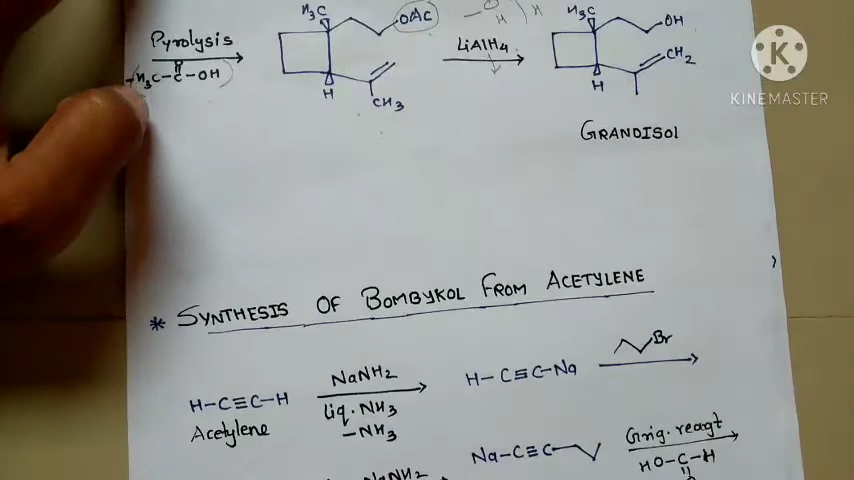 Pyrolysis
H₃C-C-OH
O
H₃C
OAc
H
CH₃
H
H
LiAlH₄
H₃C
OH
CH₂
H
GRANDISOL
KINEMASTER
* SYNTHESIS OF BOMBYKOL FROM ACETYLENE
H-C≡C-H
Acetylene
NaNH₂
Liq. NH₃
-NH₃
H-C≡C-Na
Br
NaNH₂
Na-C≡C
Grig. reagt
HO-C-H